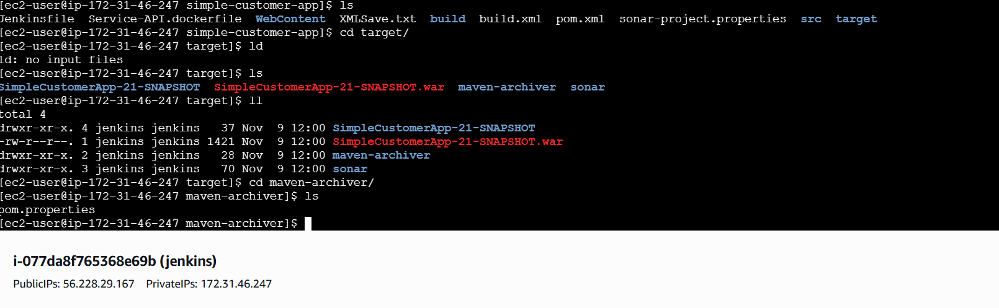 [ec2-user@ip-172-31-46-247 simple-customer-app]$ ls
Jenkinsfile  Service-API.dockerfile  WebContent  XMLSave.txt  build  build.xml  pom.xml  sonar-project.properties  src  target
[ec2-user@ip-172-31-46-247 simple-customer-app]$ cd target/
[ec2-user@ip-172-31-46-247 target]$ ld
ld: no input files
[ec2-user@ip-172-31-46-247 target]$ ls
SimpleCustomerApp-21-SNAPSHOT  SimpleCustomerApp-21-SNAPSHOT.war  maven-archiver  sonar
[ec2-user@ip-172-31-46-247 target]$ ll
total 4
drwxr-xr-x. 4 jenkins jenkins   37 Nov  9 12:00 SimpleCustomerApp-21-SNAPSHOT
-rw-r--r--. 1 jenkins jenkins 1421 Nov  9 12:00 SimpleCustomerApp-21-SNAPSHOT.war
drwxr-xr-x. 2 jenkins jenkins   28 Nov  9 12:00 maven-archiver
drwxr-xr-x. 3 jenkins jenkins   70 Nov  9 12:00 sonar
[ec2-user@ip-172-31-46-247 target]$ cd maven-archiver/
[ec2-user@ip-172-31-46-247 maven-archiver]$ ls
pom.properties
[ec2-user@ip-172-31-46-247 maven-archiver]$
i-077da8f765368e69b (jenkins)
PublicIPs: 56.228.29.167    PrivateIPs: 172.31.46.247